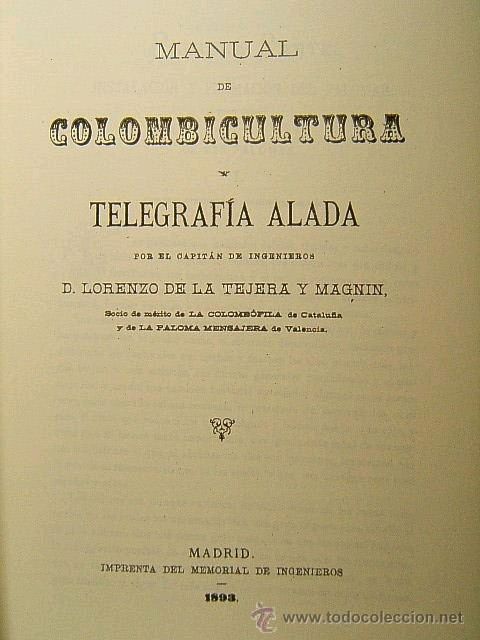 MANUAL
DE
COLOMBICULTURA
Y
TELEGRAFÍA ALADA
POR EL CAPITÁN DE INGENIEROS
D. LORENZO DE LA TEJERA Y MAGNIN,
Socio de mérito de LA COLOMBÓFILA de Cataluña
y de LA PALOMA MENSAJERA de Valencia.
MADRID.
IMPRENTA DEL MEMORIAL DE INGENIEROS
1893.
www.todocoleccion.net